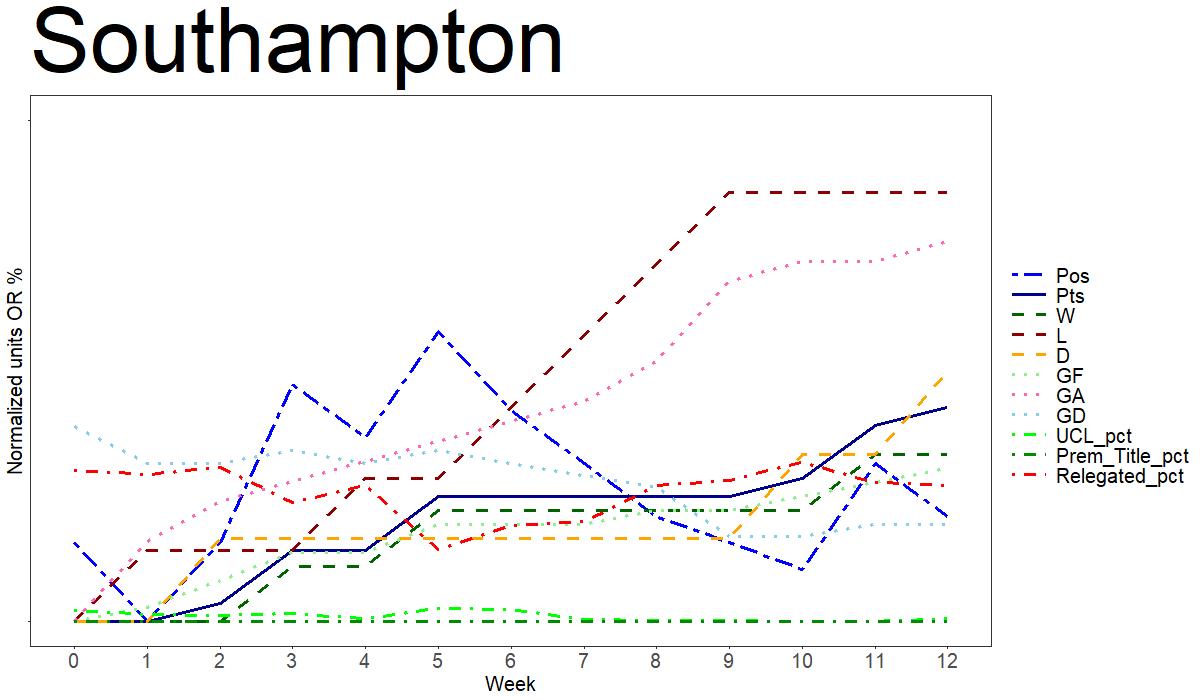 Southampton
Normalized units OR %
0 1 2 3 4 5 6 7 8 9 10 11 12
Week
Pos
Pts
W
L
D
GF
GA
GD
UCL_pct
Prem_Title_pct
Relegated_pct